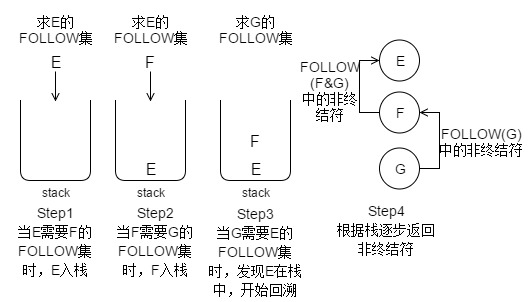 求E的
FOLLOW集
E
stack
Step1
当E需要F的
FOLLOW集
时，E入栈
求E的
FOLLOW集
F
E
stack
Step2
当F需要G的
FOLLOW集
时，F入栈
求G的
FOLLOW集
F
E
stack
Step3
当G需要E的
FOLLOW集
时，发现E在栈
中，开始回溯
E
FOLLOW
(F&G)
中的非终
结符
F
FOLLOW(G)
中的非终结符
G
Step4
根据栈逐步返回
非终结符